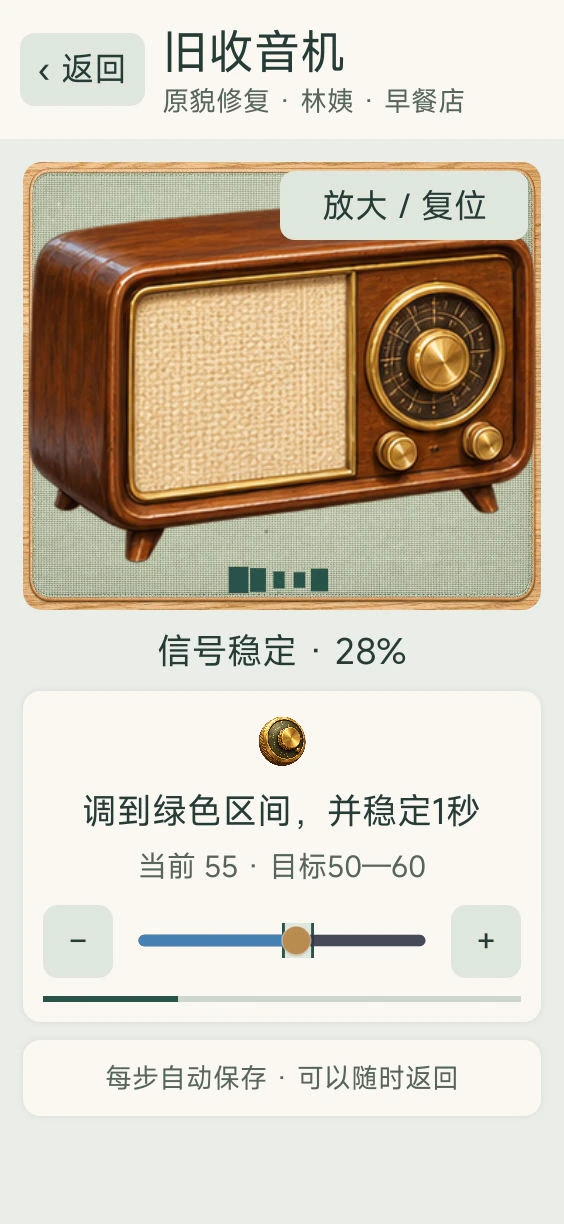 ‹ 返回
旧收音机
原貌修复 · 林姨 · 早餐店
放大 / 复位
信号稳定 · 28%
调到绿色区间，并稳定1秒
当前 55 · 目标50—60
−
+
每步自动保存 · 可以随时返回